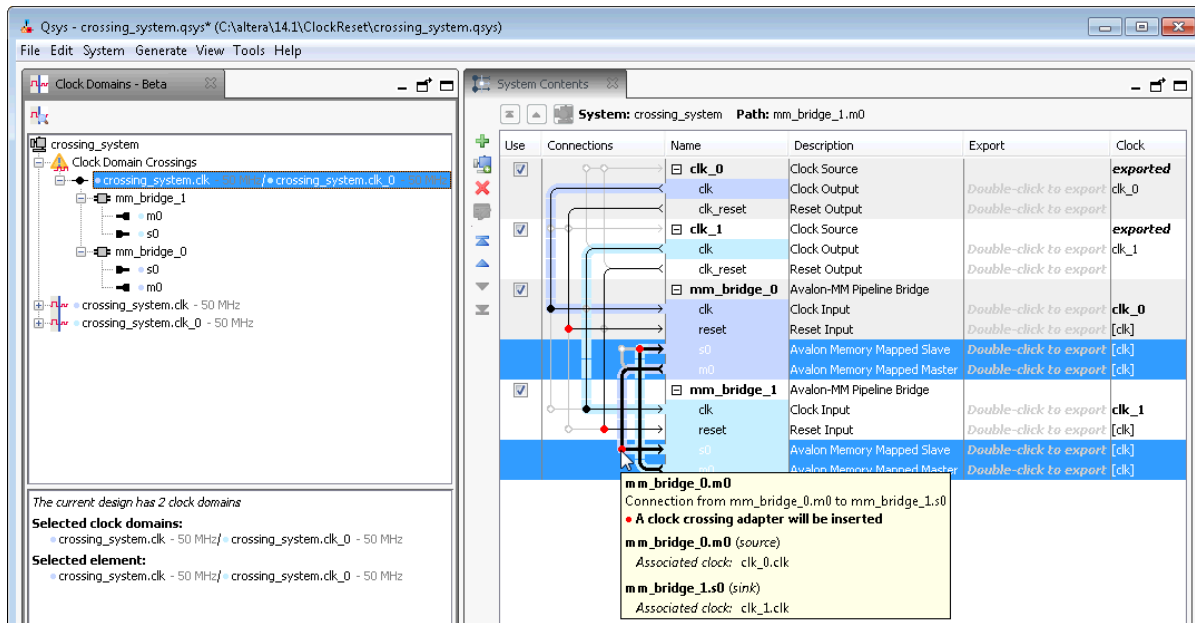 Qsys - crossing_system.qsys* (C:\altera\14.1\ClockReset\crossing_system.qsys)
File Edit System Generate View Tools Help
Clock Domains - Beta
crossing_system
Clock Domain Crossings
crossing_system.clk - 50 MHz/ crossing_system.clk_0 - 50 MHz
mm_bridge_1
m0
s0
mm_bridge_0
s0
m0
crossing_system.clk - 50 MHz
crossing_system.clk_0 - 50 MHz
The current design has 2 clock domains
Selected clock domains:
crossing_system.clk - 50 MHz/ crossing_system.clk_0 - 50 MHz
Selected element:
crossing_system.clk - 50 MHz/ crossing_system.clk_0 - 50 MHz
System Contents
System: crossing_system Path: mm_bridge_1.m0
Use Connections Name Description Export Clock
clk_0 Clock Source exported
clk Clock Output Double-click to export clk_0
clk_reset Reset Output Double-click to export
clk_1 Clock Source exported
clk Clock Output Double-click to export clk_1
clk_reset Reset Output Double-click to export
mm_bridge_0 Avalon-MM Pipeline Bridge
clk Clock Input Double-click to export clk_0
reset Reset Input Double-click to export [clk]
s0 Avalon Memory Mapped Slave Double-click to export [clk]
m0 Avalon Memory Mapped Master Double-click to export [clk]
mm_bridge_1 Avalon-MM Pipeline Bridge
clk Clock Input Double-click to export clk_1
reset Reset Input Double-click to export [clk]
s0 Avalon Memory Mapped Slave Double-click to export [clk]
m0 Avalon Memory Mapped Master Double-click to export [clk]
mm_bridge_0.m0
Connection from mm_bridge_0.m0 to mm_bridge_1.s0
• A clock crossing adapter will be inserted
mm_bridge_0.m0 (source)
Associated clock: clk_0.clk
mm_bridge_1.s0 (sink)
Associated clock: clk_1.clk